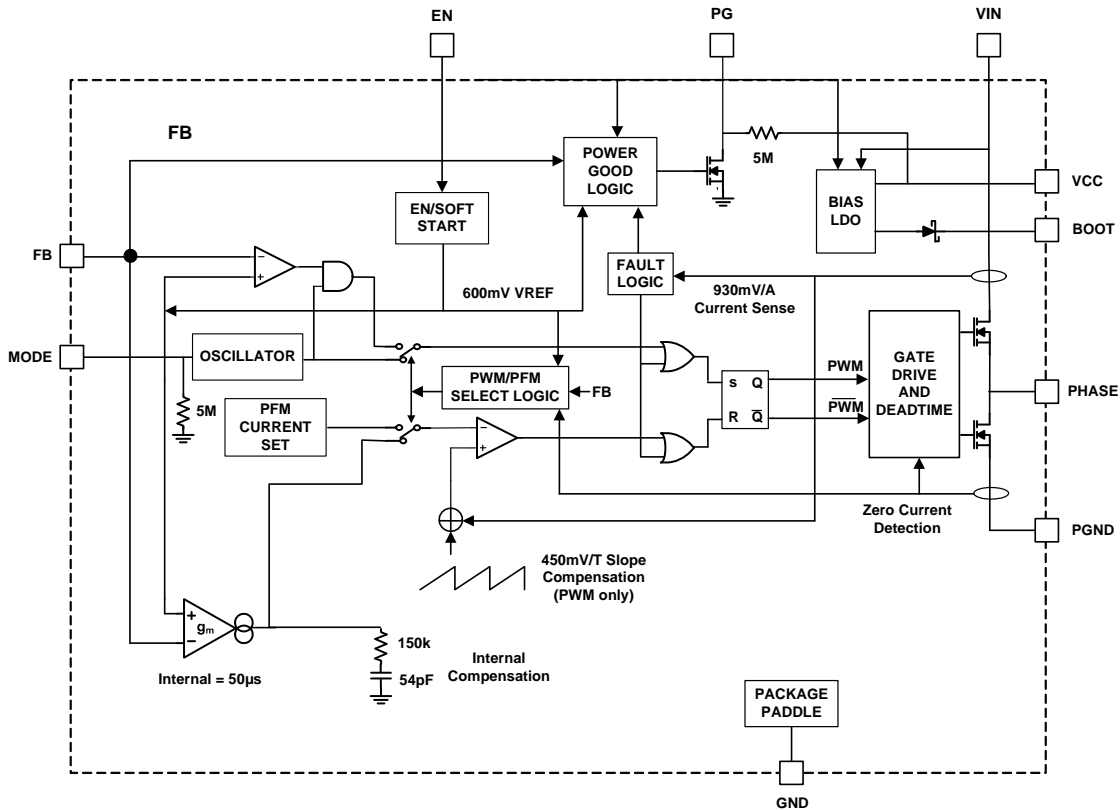 EN
PG
VIN
FB
POWER
GOOD
LOGIC
5M
BIAS
LDO
VCC
BOOT
EN/SOFT
START
FB
−
+
FAULT
LOGIC
930mV/A
Current Sense
600mV VREF
MODE
OSCILLATOR
5M
PWM/PFM
SELECT LOGIC
FB
S Q
R Q̅
PWM
P̅W̅M̅
GATE
DRIVE
AND
DEADTIME
PHASE
PFM
CURRENT
SET
−
+
Zero Current
Detection
PGND
450mV/T Slope
Compensation
(PWM only)
+
gm
−
150k
54pF
Internal
Compensation
Internal = 50µs
PACKAGE
PADDLE
GND